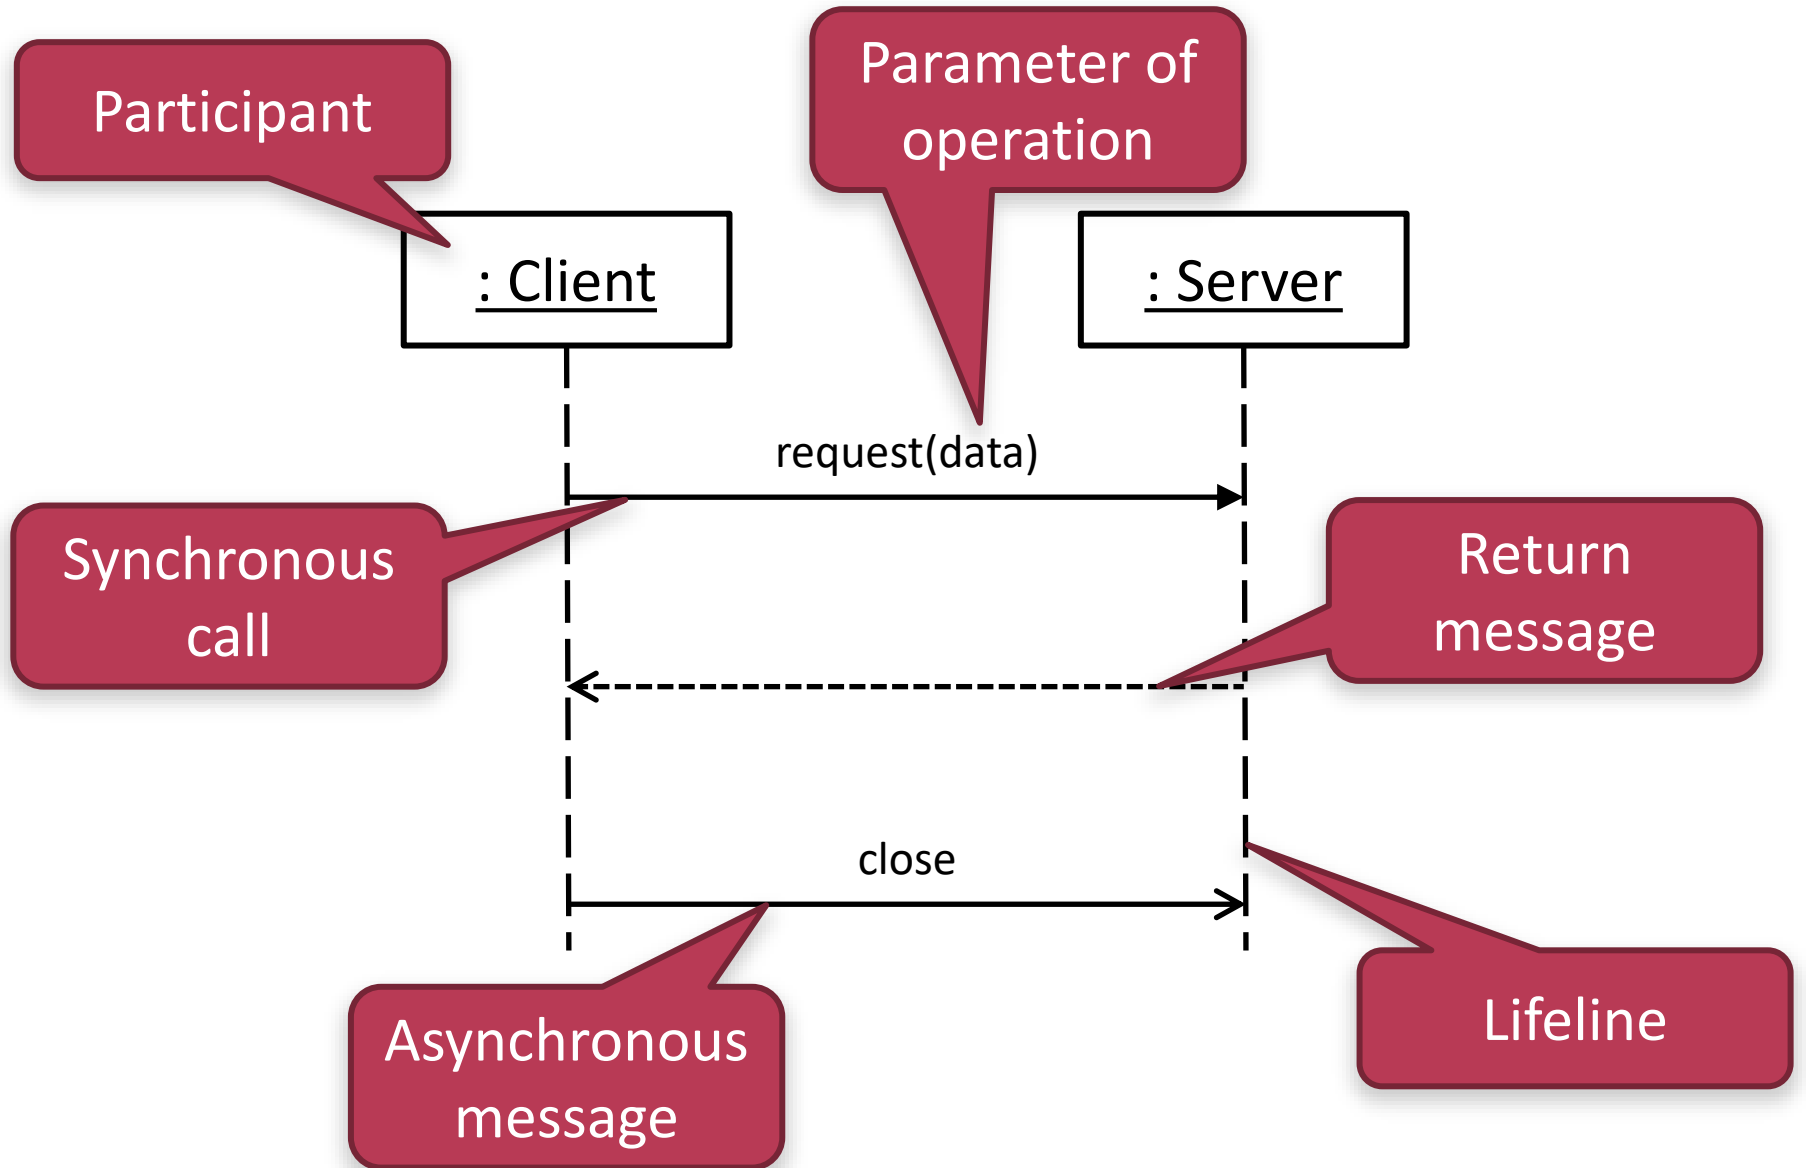 Participant
Parameter of
operation
: Client
: Server
request(data)
Synchronous
call
Return
message
close
Asynchronous
message
Lifeline